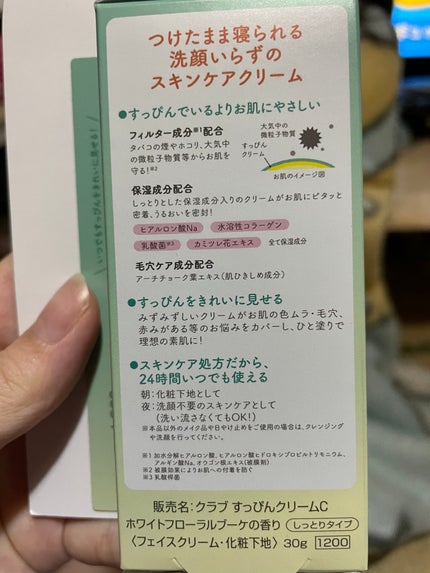 つけたまま寝られる
洗顔いらずの
スキンケアクリーム
●すっぴんでいるよりお肌にやさしい
フィルター成分※1配合
タバコの煙やホコリ、大気中
の微粒子物質等からお肌を
守る!※2
大気中の
微粒子物質
すっぴん
クリーム
お肌のイメージ図
保湿成分配合
しっとりとした保湿成分入りのクリームがお肌にピタッと
密着、うるおいを密封!
ヒアルロン酸Na 水溶性コラーゲン
乳酸菌※3 カミツレ花エキス 全て保湿成分
毛穴ケア成分配合
アーチチョーク葉エキス(肌ひきしめ成分)
●すっぴんをきれいに見せる
みずみずしいクリームがお肌の色ムラ・毛穴、
赤みがある等のお悩みをカバーし、ひと塗りで
理想の素肌に!
●スキンケア処方だから、
24時間いつでも使える
朝:化粧下地として
夜:洗顔不要のスキンケアとして
(洗い流さなくてもOK!)
※本品以外のメイク品や日やけ止めをご使用の場合は、クレンジング
や洗顔を行ってください。
※1 加水分解ヒアルロン酸、ヒアルロン酸ヒドロキシプロピルトリモニウム、
アルギン酸Na、オウゴン根エキス(被膜剤)
※2 被膜効果によりお肌への付着を防ぐ
※3 乳酸桿菌
販売名:クラブ すっぴんクリームC
ホワイトフローラルブーケの香り しっとりタイプ
〈フェイスクリーム・化粧下地〉 30g 1200
いつでもすっぴんをきれいに見せる!